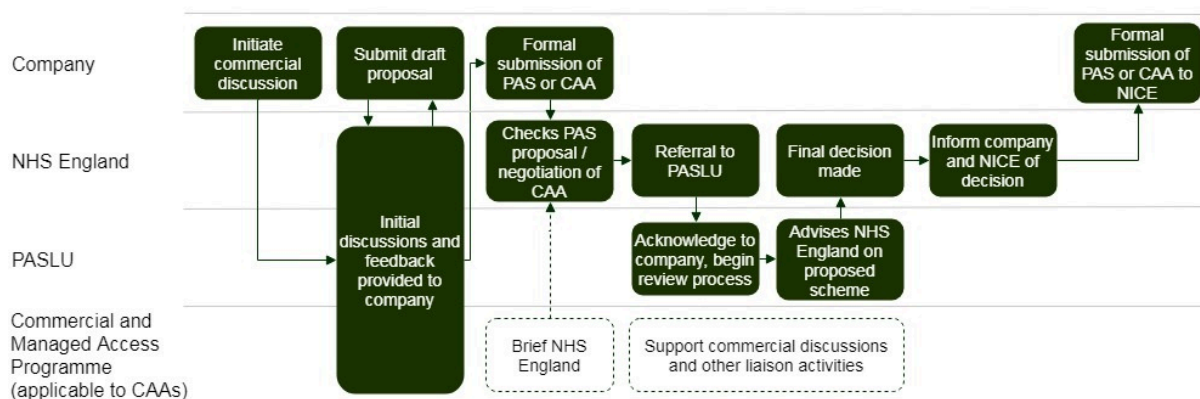 Company
Initiate
commercial
discussion
Submit draft
proposal
Formal
submission of
PAS or CAA
Formal
submission of
PAS or CAA to
NICE
NHS England
Checks PAS
proposal /
negotiation of
CAA
Referral to
PASLU
Final decision
made
Inform company
and NICE of
decision
PASLU
Initial
discussions and
feedback
provided to
company
Acknowledge to
company, begin
review process
Advises NHS
England on
proposed
scheme
Commercial and
Managed Access
Programme
(applicable to CAAs)
Brief NHS
England
Support commercial discussions
and other liaison activities